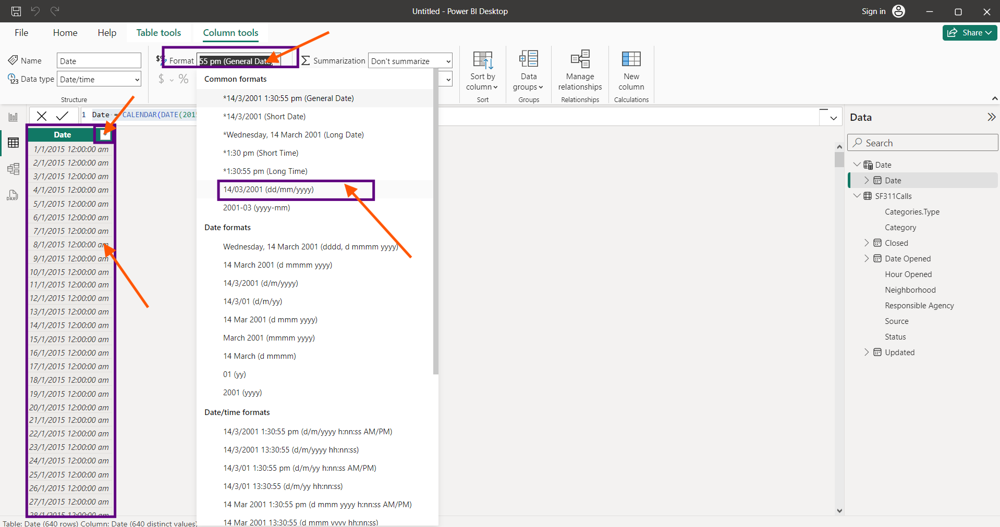 Untitled - Power BI Desktop
Sign in
File
Home
Help
Table tools
Column tools
Share
Name
Date
Format
55 pm (General Date)
Summarization
Don't summarize
Data type
Date/time
$
%
Structure
Sort by
column
Sort
Data
groups
Groups
Manage
relationships
Relationships
New
column
Calculations
1
Date = CALENDAR(DATE(201
Common formats
*14/3/2001 1:30:55 pm (General Date)
*14/3/2001 (Short Date)
*Wednesday, 14 March 2001 (Long Date)
*1:30 pm (Short Time)
*1:30:55 pm (Long Time)
14/03/2001 (dd/mm/yyyy)
2001-03 (yyyy-mm)
Date formats
Wednesday, 14 March 2001 (dddd, d mmmm yyyy)
14 March 2001 (d mmmm yyyy)
14/3/2001 (d/m/yyyy)
14/3/01 (d/m/yy)
14 Mar 2001 (d mmm yyyy)
March 2001 (mmmm yyyy)
14 March (d mmmm)
01 (yy)
2001 (yyyy)
Date/time formats
14/3/2001 1:30:55 pm (d/m/yyyy h:nn:ss AM/PM)
14/3/2001 13:30:55 (d/m/yyyy hh:nn:ss)
14/3/01 1:30:55 pm (d/m/yy h:nn:ss AM/PM)
14/3/01 13:30:55 (d/m/yy hh:nn:ss)
14 Mar 2001 1:30:55 pm (d mmm yyyy h:nn:ss AM/PM)
14 Mar 2001 13:30:55 (d mmm yyyy hh:nn:ss)
Date
1/1/2015 12:00:00 am
2/1/2015 12:00:00 am
3/1/2015 12:00:00 am
4/1/2015 12:00:00 am
5/1/2015 12:00:00 am
6/1/2015 12:00:00 am
7/1/2015 12:00:00 am
8/1/2015 12:00:00 am
9/1/2015 12:00:00 am
10/1/2015 12:00:00 am
11/1/2015 12:00:00 am
12/1/2015 12:00:00 am
13/1/2015 12:00:00 am
14/1/2015 12:00:00 am
15/1/2015 12:00:00 am
16/1/2015 12:00:00 am
17/1/2015 12:00:00 am
18/1/2015 12:00:00 am
19/1/2015 12:00:00 am
20/1/2015 12:00:00 am
21/1/2015 12:00:00 am
22/1/2015 12:00:00 am
23/1/2015 12:00:00 am
24/1/2015 12:00:00 am
25/1/2015 12:00:00 am
26/1/2015 12:00:00 am
27/1/2015 12:00:00 am
28/1/2015 12:00:00 am
Data
Search
Date
Date
SF311Calls
Categories.Type
Category
Closed
Date Opened
Hour Opened
Neighborhood
Responsible Agency
Source
Status
Updated
Table: Date (640 rows) Column: Date (640 distinct values)